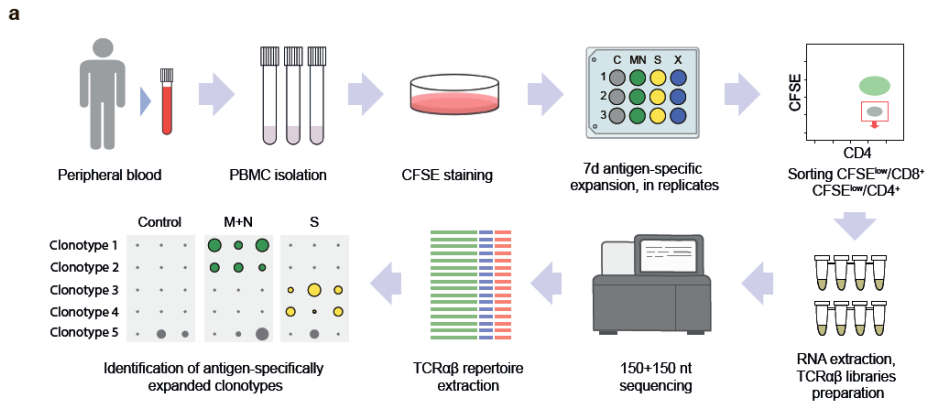 a
C MN S X
1
2
3
CFSE
CD4
Peripheral blood
PBMC isolation
CFSE staining
7d antigen-specific
expansion, in replicates
Sorting CFSElow/CD8+
CFSElow/CD4+
Control M+N S
Clonotype 1
Clonotype 2
Clonotype 3
Clonotype 4
Clonotype 5
Identification of antigen-specifically
expanded clonotypes
TCRαβ repertoire
extraction
150+150 nt
sequencing
RNA extraction,
TCRαβ libraries
preparation